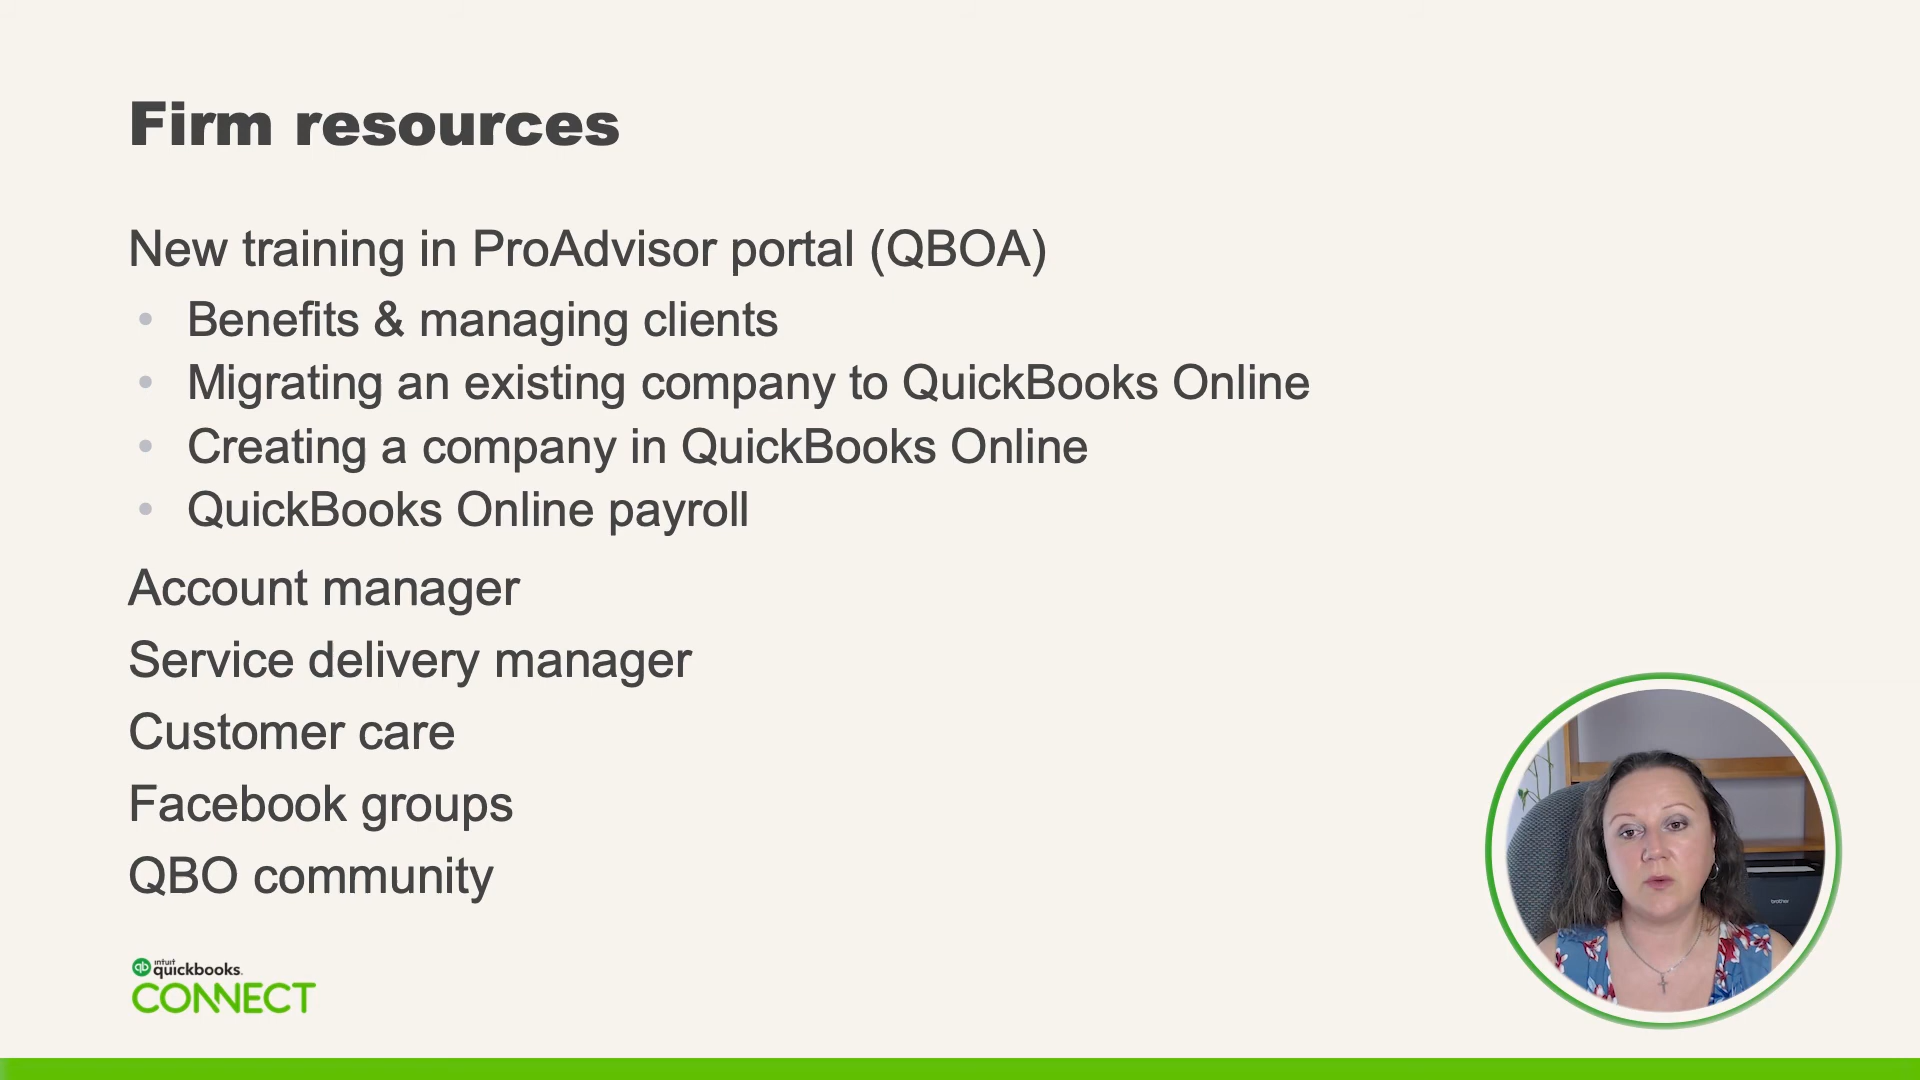 Firm resources
New training in ProAdvisor portal (QBOA)
• Benefits & managing clients
• Migrating an existing company to QuickBooks Online
• Creating a company in QuickBooks Online
• QuickBooks Online payroll
Account manager
Service delivery manager
Customer care
Facebook groups
QBO community
qb intuit
quickbooks.
CONNECT
brother